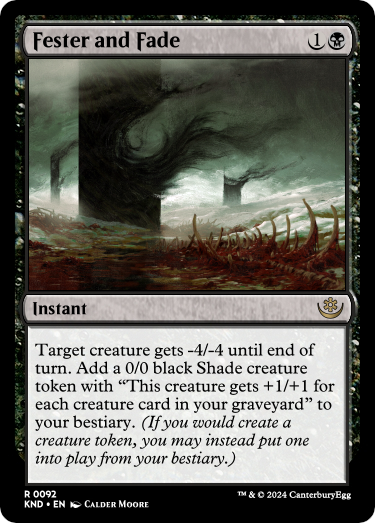 Fester and Fade 1
Instant
Target creature gets -4/-4 until end of
turn. Add a 0/0 black Shade creature
token with “This creature gets +1/+1 for
each creature card in your graveyard” to
your bestiary. (If you would create a
creature token, you may instead put one
into play from your bestiary.)
R 0092
KND • EN CALDER MOORE
™ & © 2024 CanterburyEgg